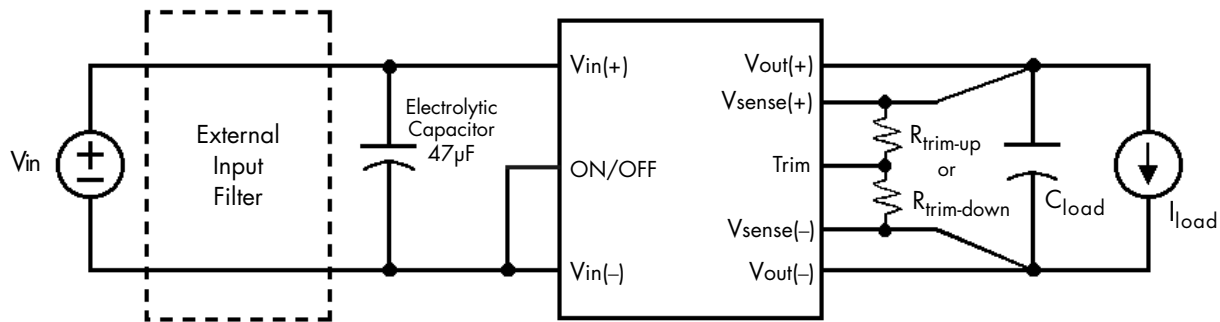 Vin
External
Input
Filter
Electrolytic
Capacitor
47µF
Vin(+)
ON/OFF
Vin(–)
Vout(+)
Vsense(+)
Trim
Vsense(–)
Vout(–)
Rtrim-up
or
Rtrim-down
Cload
Iload